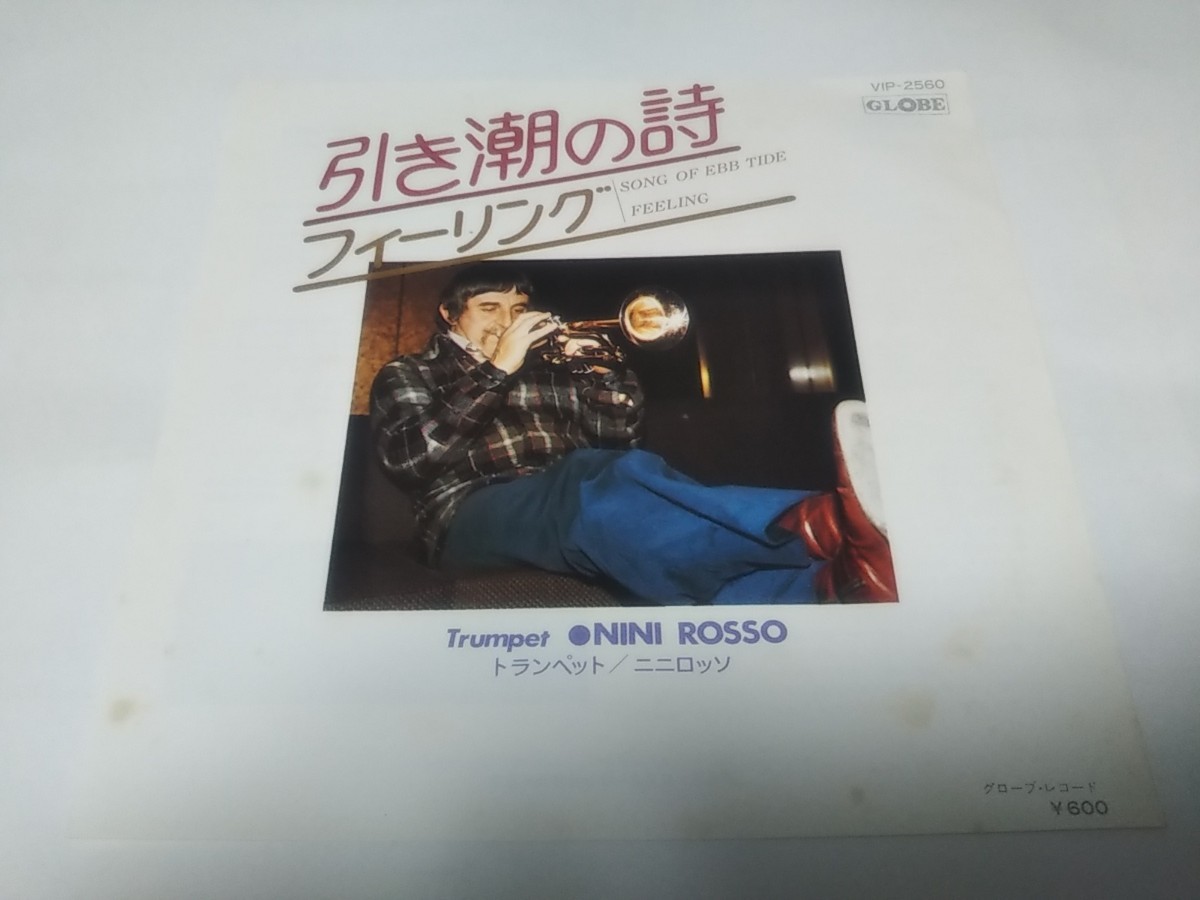 VIP-2560
GLOBE
引き潮の詩
SONG OF EBB TIDE
フィーリング
FEELING
Trumpet ●NINI ROSSO
トランペット／ニニロッソ
グローブ・レコード
¥600